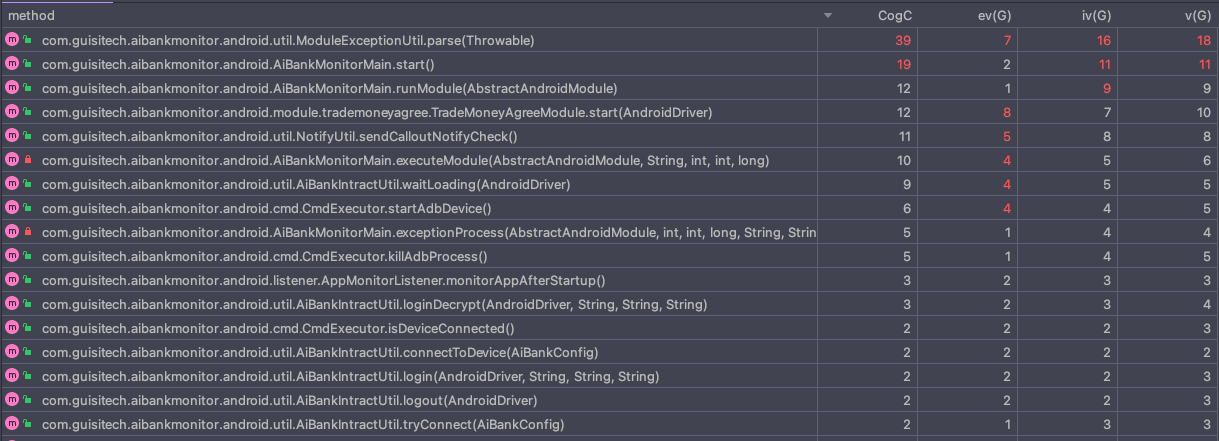 method CogC ev(G) iv(G) v(G)
m com.guisitech.aibankmonitor.android.util.ModuleExceptionUtil.parse(Throwable) 39 7 16 18
m com.guisitech.aibankmonitor.android.AiBankMonitorMain.start() 19 2 11 11
m com.guisitech.aibankmonitor.android.AiBankMonitorMain.runModule(AbstractAndroidModule) 12 1 9 9
m com.guisitech.aibankmonitor.android.module.trademoneyagree.TradeMoneyAgreeModule.start(AndroidDriver) 12 8 7 10
m com.guisitech.aibankmonitor.android.util.NotifyUtil.sendCalloutNotifyCheck() 11 5 8 8
m com.guisitech.aibankmonitor.android.AiBankMonitorMain.executeModule(AbstractAndroidModule, String, int, int, long) 10 4 5 6
m com.guisitech.aibankmonitor.android.util.AiBankIntractUtil.waitLoading(AndroidDriver) 9 4 5 5
m com.guisitech.aibankmonitor.android.cmd.CmdExecutor.startAdbDevice() 6 4 4 5
m com.guisitech.aibankmonitor.android.AiBankMonitorMain.exceptionProcess(AbstractAndroidModule, int, int, long, String, Strin 5 1 4 4
m com.guisitech.aibankmonitor.android.cmd.CmdExecutor.killAdbProcess() 5 1 4 5
m com.guisitech.aibankmonitor.android.listener.AppMonitorListener.monitorAppAfterStartup() 3 2 3 3
m com.guisitech.aibankmonitor.android.util.AiBankIntractUtil.loginDecrypt(AndroidDriver, String, String, String) 3 2 3 4
m com.guisitech.aibankmonitor.android.cmd.CmdExecutor.isDeviceConnected() 2 2 2 3
m com.guisitech.aibankmonitor.android.util.AiBankIntractUtil.connectToDevice(AiBankConfig) 2 2 2 2
m com.guisitech.aibankmonitor.android.util.AiBankIntractUtil.login(AndroidDriver, String, String, String) 2 2 2 3
m com.guisitech.aibankmonitor.android.util.AiBankIntractUtil.logout(AndroidDriver) 2 2 2 3
m com.guisitech.aibankmonitor.android.util.AiBankIntractUtil.tryConnect(AiBankConfig) 2 1 3 3